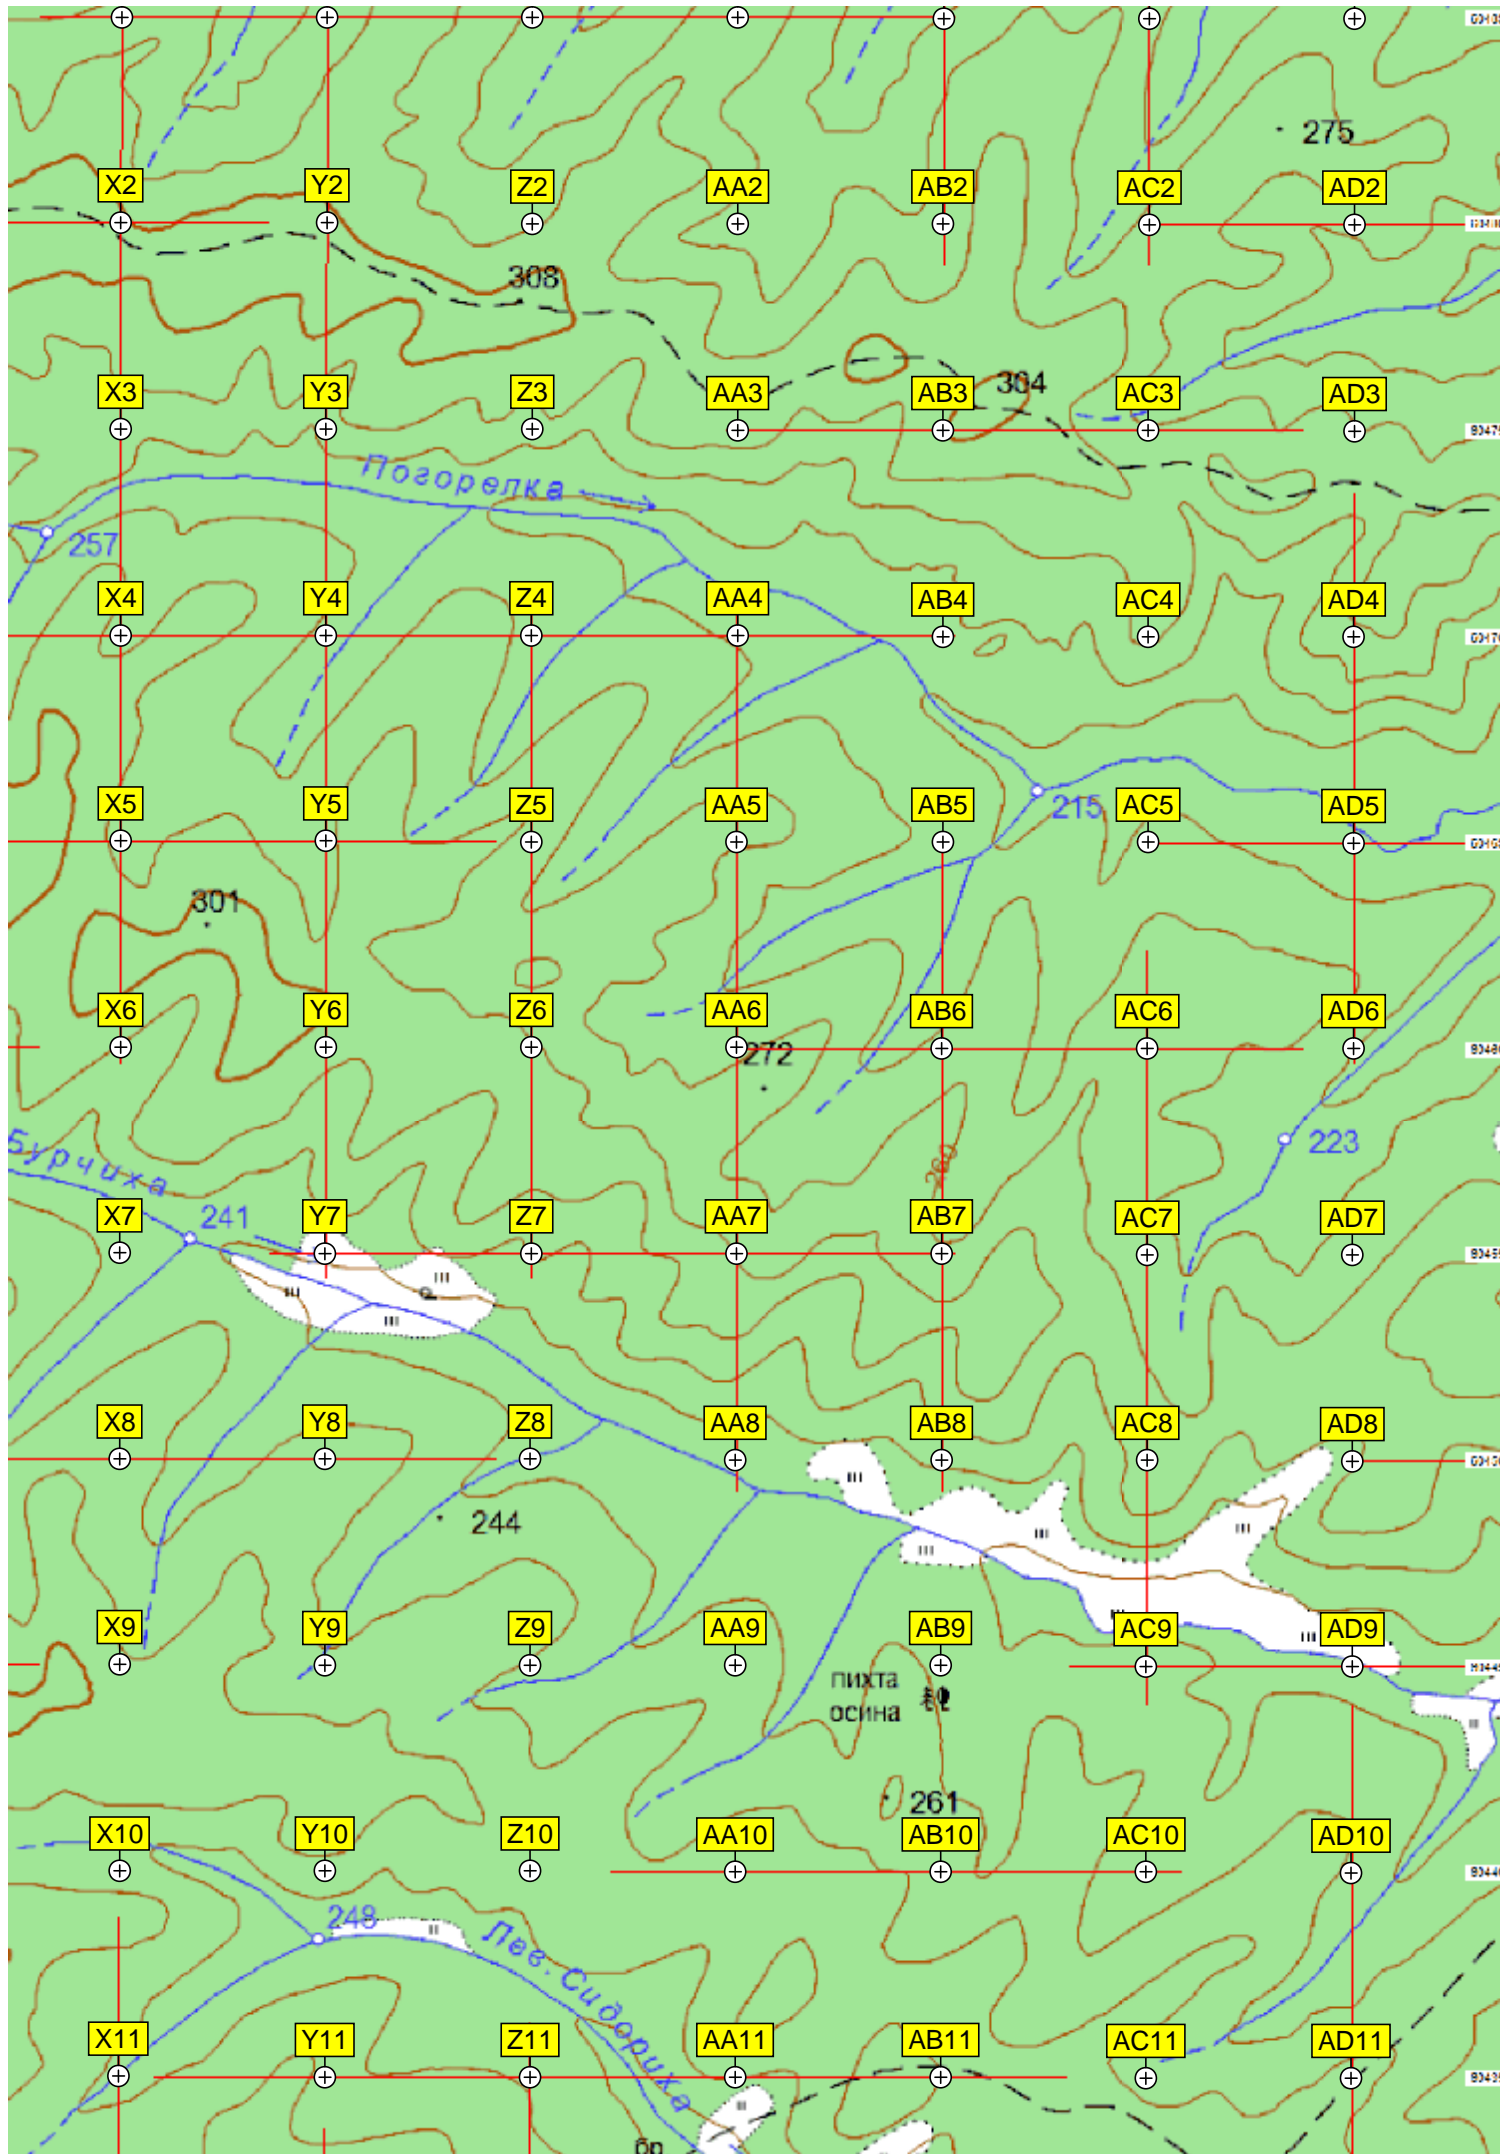 275
X2 Y2 Z2 AA2 AB2 AC2 AD2
308
304
X3 Y3 Z3 AA3 AB3 AC3 AD3
Погорелка
257
X4 Y4 Z4 AA4 AB4 AC4 AD4
X5 Y5 Z5 AA5 AB5 215 AC5 AD5
301
X6 Y6 Z6 AA6 AB6 AC6 AD6
272
Бурчиха
223
260
X7 241 Y7 Z7 AA7 AB7 AC7 AD7
X8 Y8 Z8 AA8 AB8 AC8 AD8
244
X9 Y9 Z9 AA9 AB9 AC9 AD9
пихта
осина
261
X10 Y10 Z10 AA10 AB10 AC10 AD10
248
Лев. Сидориха
X11 Y11 Z11 AA11 AB11 AC11 AD11
бр